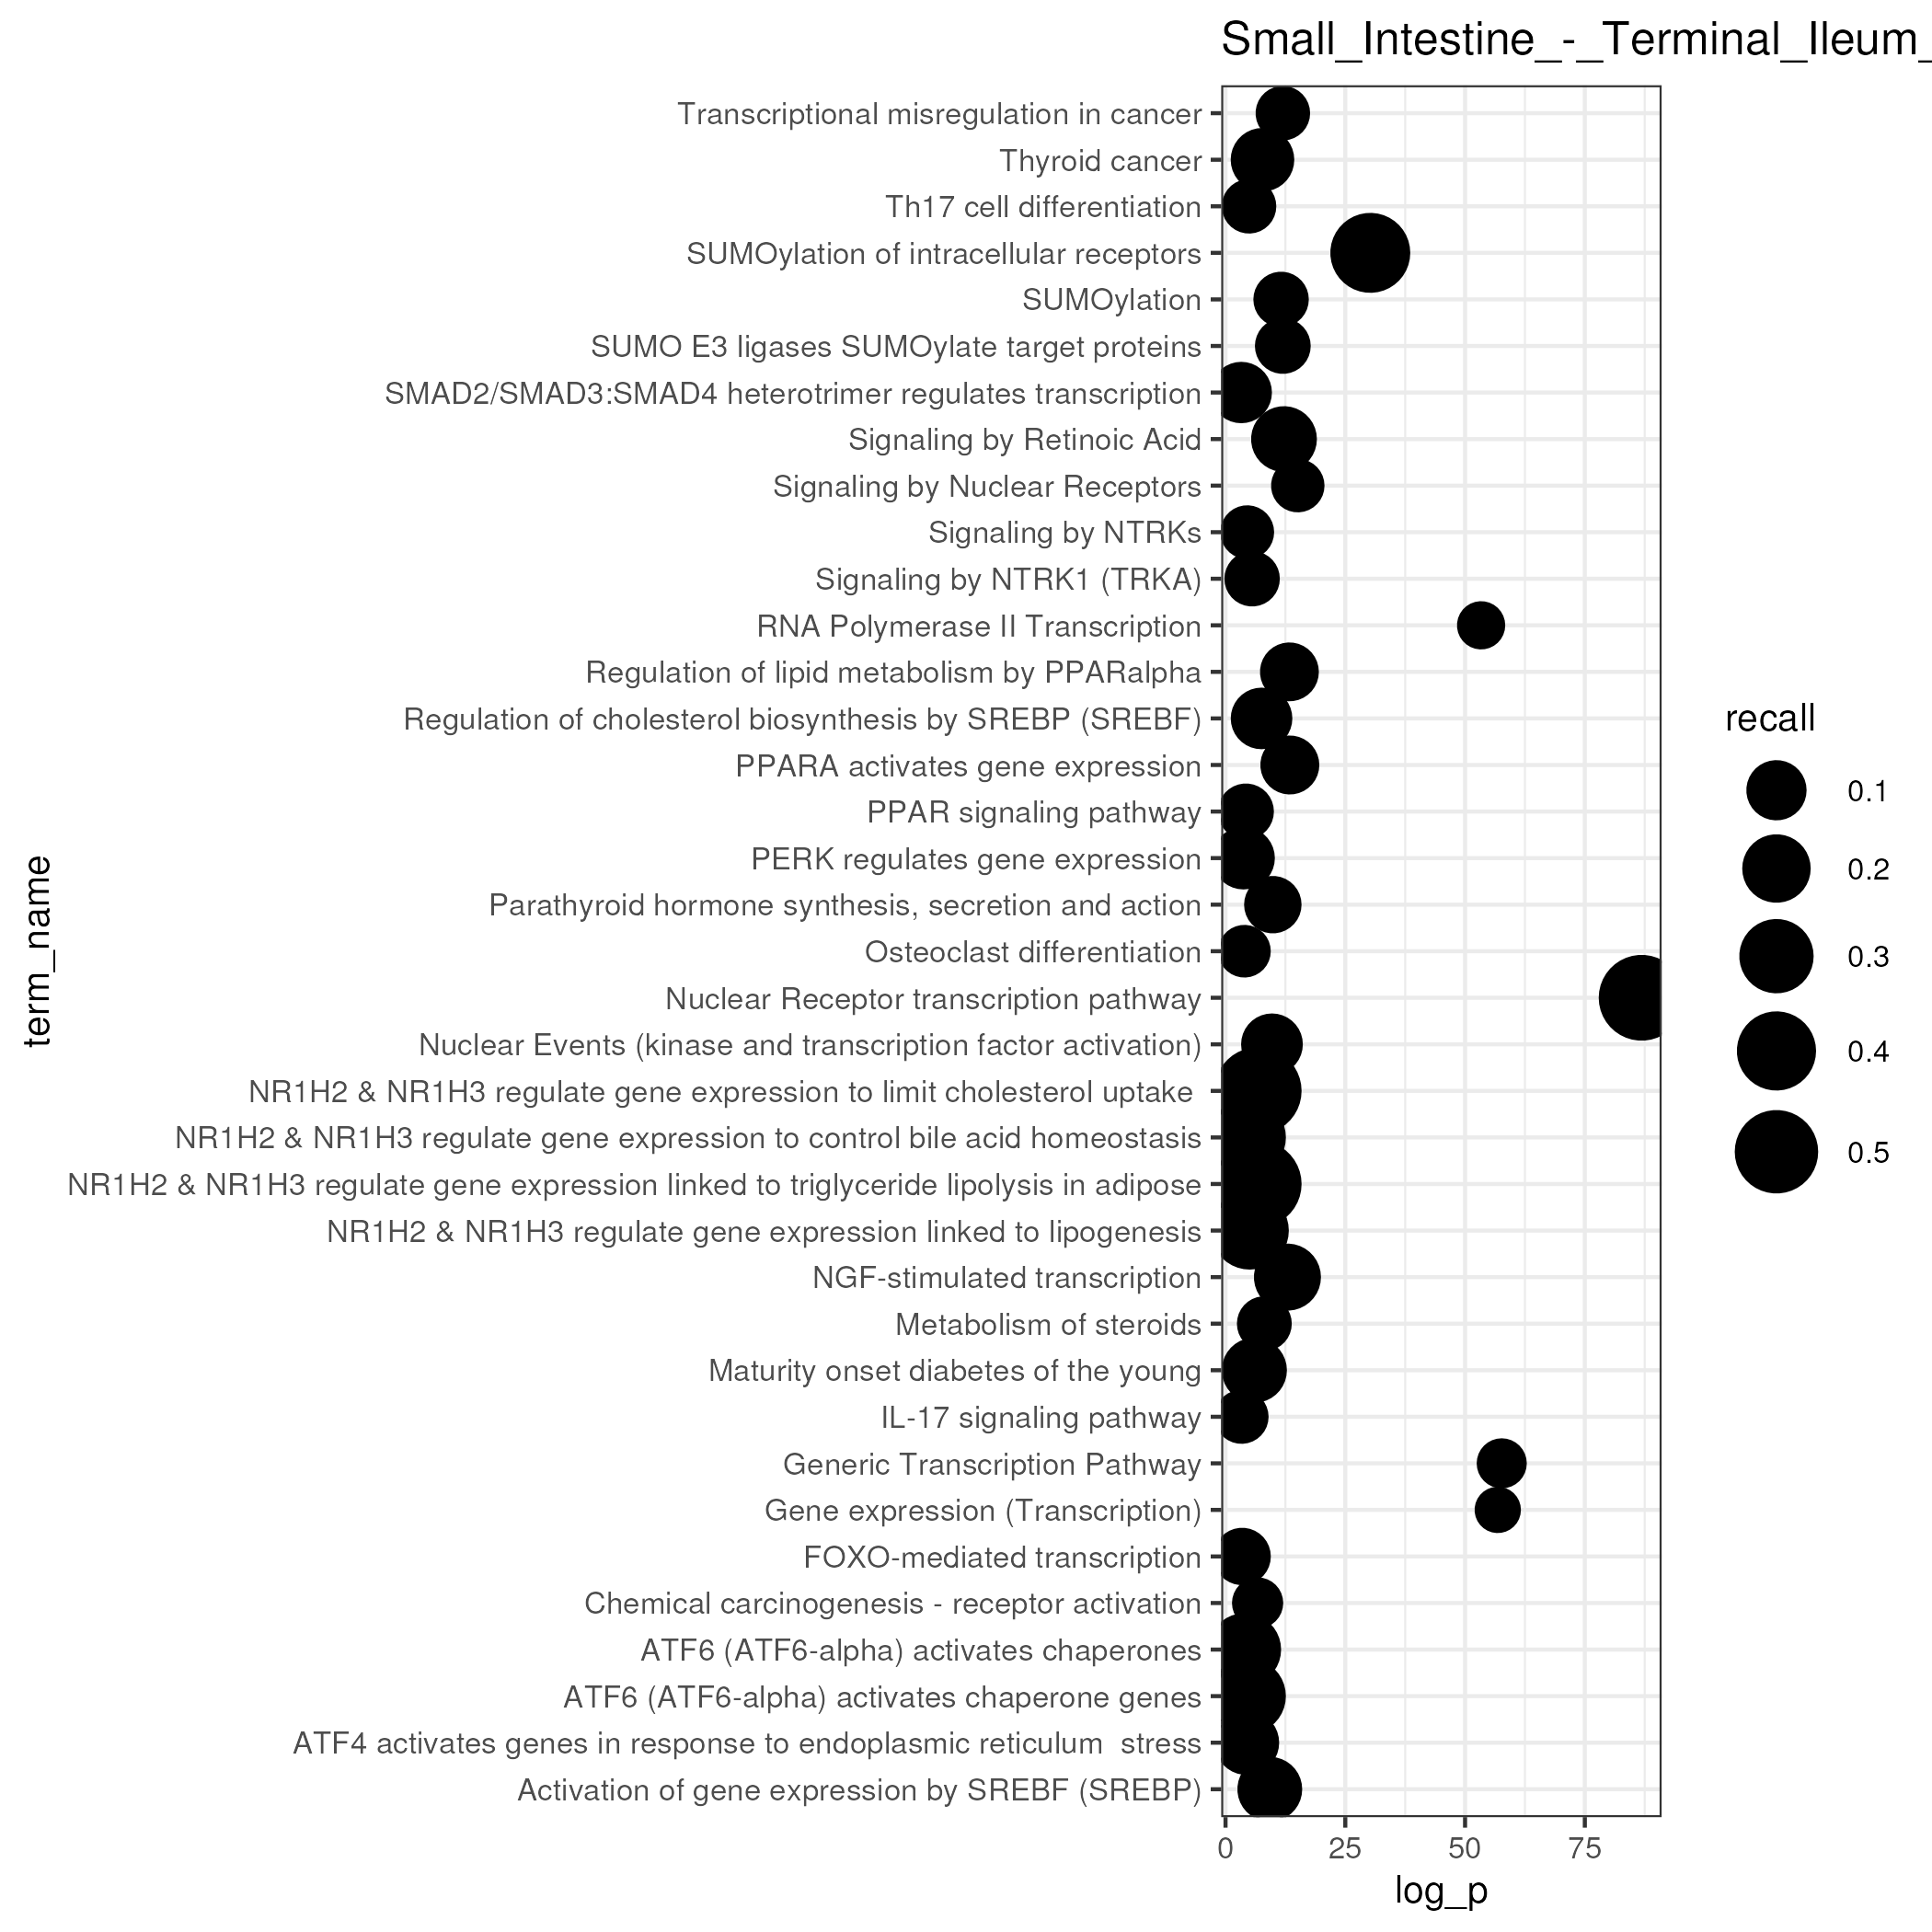 Small_Intestine_-_Terminal_Ileum_
Transcriptional misregulation in cancer
Thyroid cancer
Th17 cell differentiation
SUMOylation of intracellular receptors
SUMOylation
SUMO E3 ligases SUMOylate target proteins
SMAD2/SMAD3:SMAD4 heterotrimer regulates transcription
Signaling by Retinoic Acid
Signaling by Nuclear Receptors
Signaling by NTRKs
Signaling by NTRK1 (TRKA)
RNA Polymerase II Transcription
Regulation of lipid metabolism by PPARalpha
Regulation of cholesterol biosynthesis by SREBP (SREBF)
PPARA activates gene expression
PPAR signaling pathway
PERK regulates gene expression
Parathyroid hormone synthesis, secretion and action
Osteoclast differentiation
Nuclear Receptor transcription pathway
Nuclear Events (kinase and transcription factor activation)
NR1H2 & NR1H3 regulate gene expression to limit cholesterol uptake
NR1H2 & NR1H3 regulate gene expression to control bile acid homeostasis
NR1H2 & NR1H3 regulate gene expression linked to triglyceride lipolysis in adipose
NR1H2 & NR1H3 regulate gene expression linked to lipogenesis
NGF-stimulated transcription
Metabolism of steroids
Maturity onset diabetes of the young
IL-17 signaling pathway
Generic Transcription Pathway
Gene expression (Transcription)
FOXO-mediated transcription
Chemical carcinogenesis - receptor activation
ATF6 (ATF6-alpha) activates chaperones
ATF6 (ATF6-alpha) activates chaperone genes
ATF4 activates genes in response to endoplasmic reticulum  stress
Activation of gene expression by SREBF (SREBP)
term_name
0 25 50 75
log_p
recall
0.1
0.2
0.3
0.4
0.5